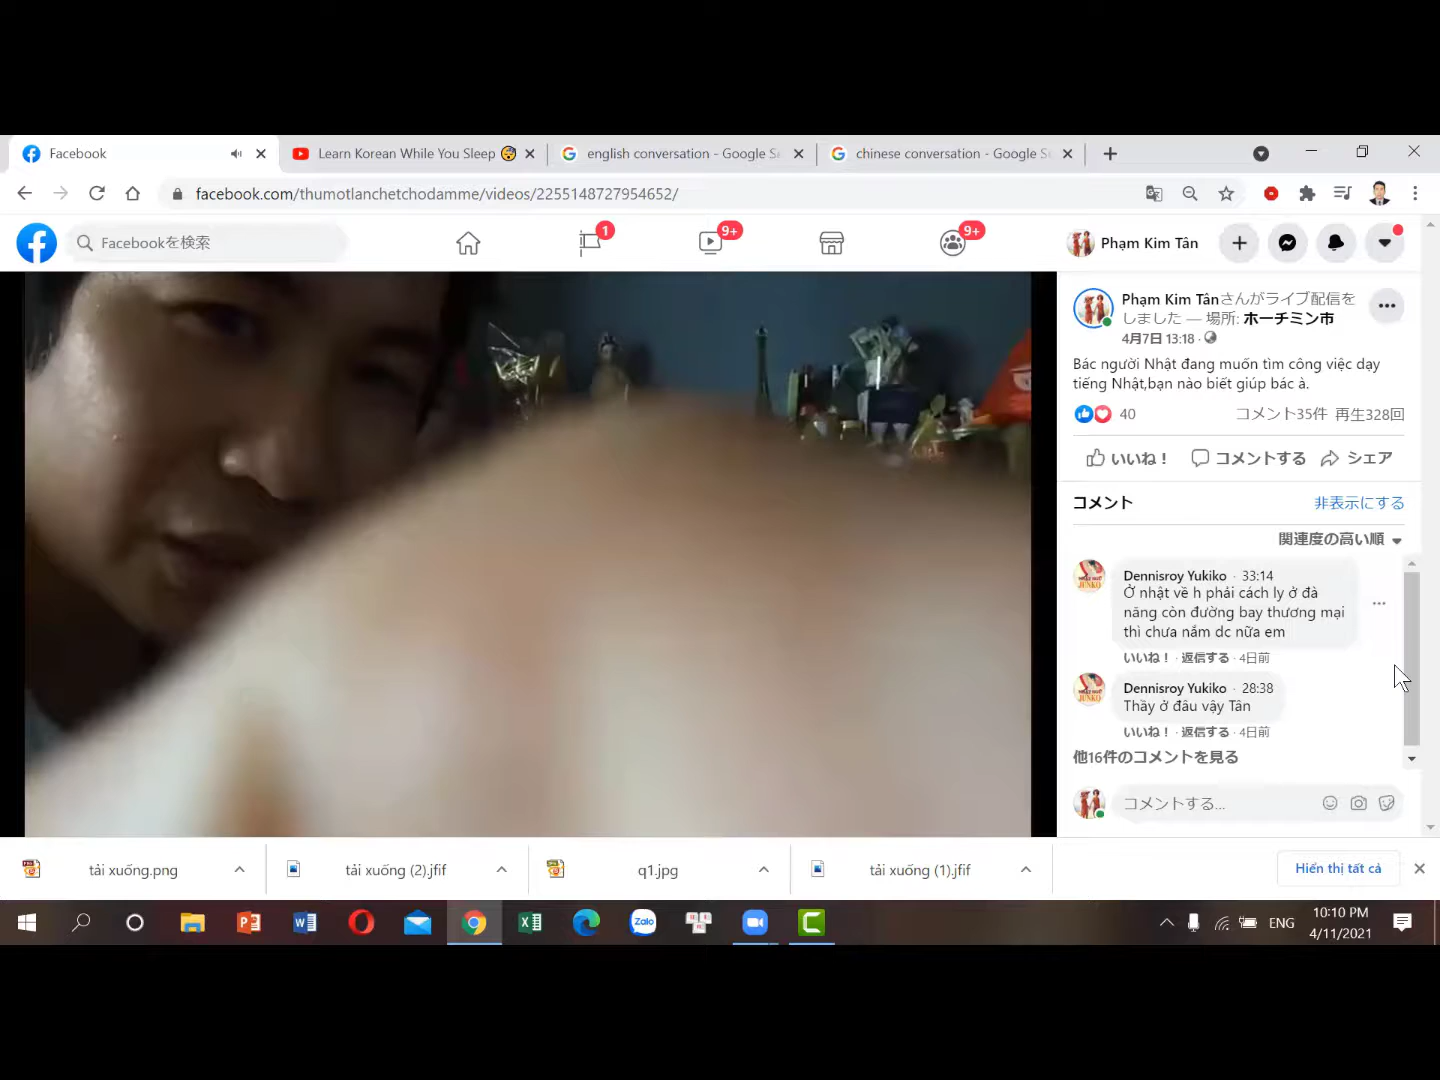 Facebook
Learn Korean While You Sleep 😴
english conversation - Google Se
chinese conversation - Google Se
facebook.com/thumotlanchetchodamme/videos/2255148727954652/
Facebookを検索
1
9+
9+
Phạm Kim Tân
Phạm Kim Tânさんがライブ配信を
しました — 場所: ホーチミン市
4月7日 13:18 ·
Bác người Nhật đang muốn tìm công việc dạy
tiếng Nhật,bạn nào biết giúp bác à.
40
コメント35件 再生328回
いいね！ コメントする シェア
コメント
非表示にする
関連度の高い順
Dennisroy Yukiko · 33:14
Ở nhật về h phải cách ly ở đà
năng còn đường bay thương mại
thì chưa nắm dc nữa em
いいね！ · 返信する · 4日前
Dennisroy Yukiko · 28:38
Thầy ở đâu vậy Tân
いいね！ · 返信する · 4日前
他16件のコメントを見る
コメントする...
tải xuống.png
tải xuống (2).jfif
q1.jpg
tải xuống (1).jfif
Hiển thị tất cả
Zalo
ENG
10:10 PM
4/11/2021